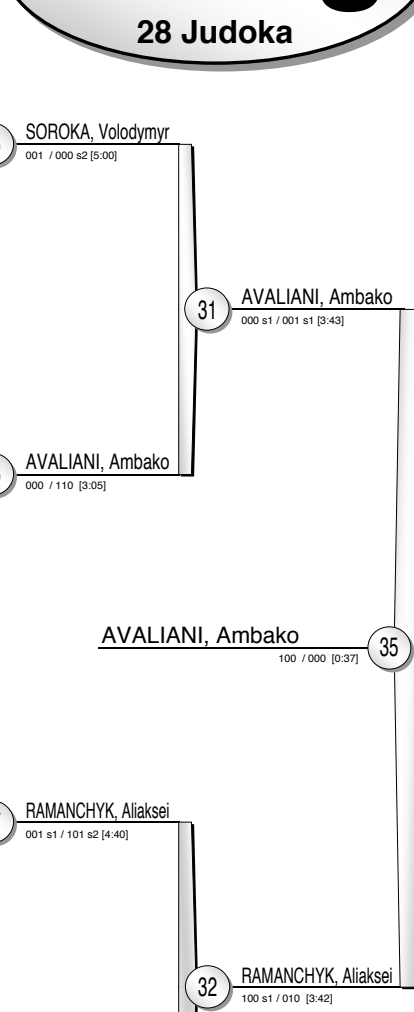 28 Judoka
SOROKA, Volodymyr
001 / 000 s2 [5:00]
31
AVALIANI, Ambako
000 s1 / 001 s1 [3:43]
AVALIANI, Ambako
000 / 110 [3:05]
AVALIANI, Ambako
100 / 000 [0:37]
35
RAMANCHYK, Aliaksei
001 s1 / 101 s2 [4:40]
32
RAMANCHYK, Aliaksei
100 s1 / 010 [3:42]